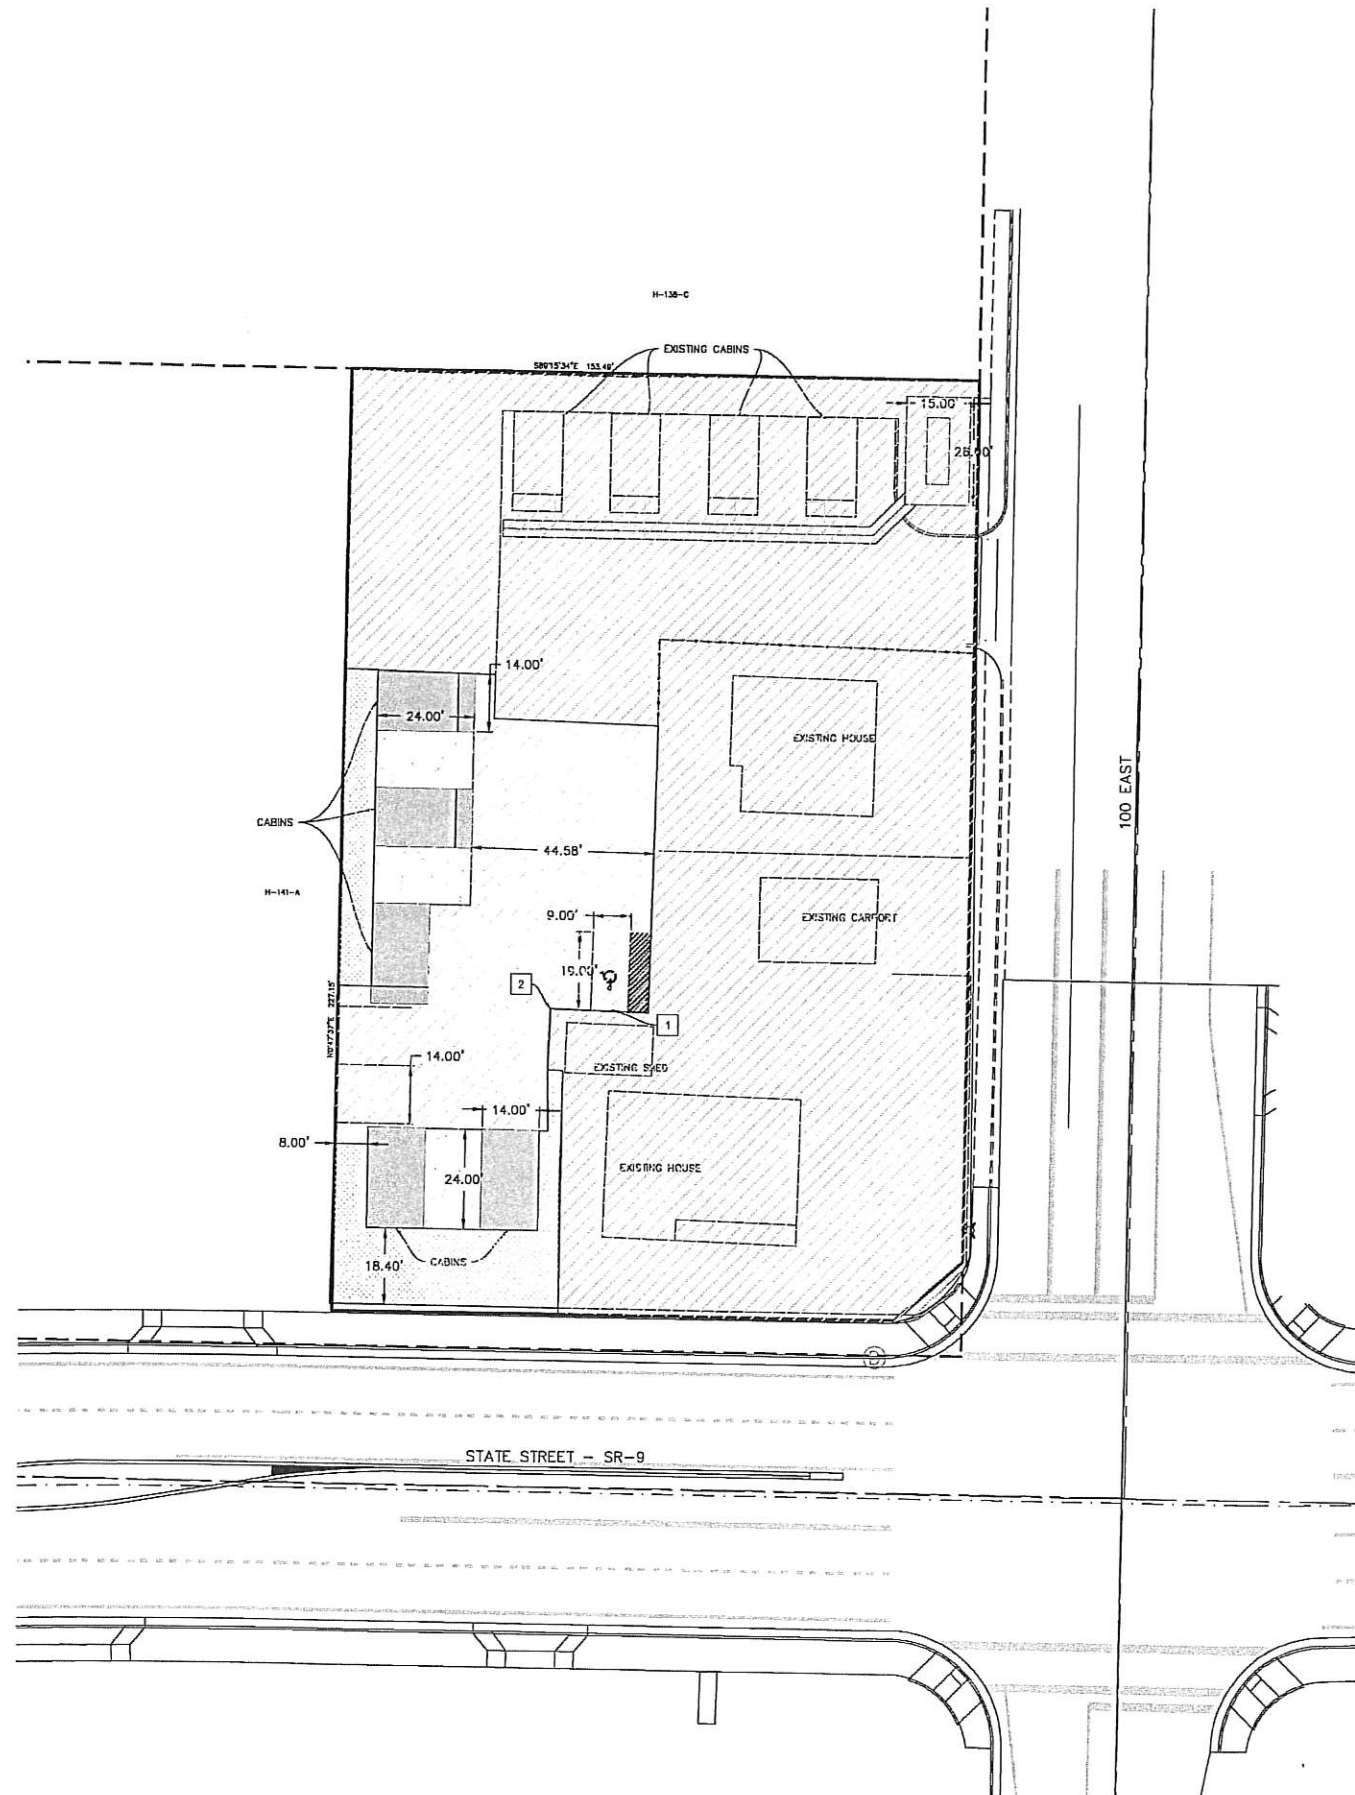 H-138-C
EXISTING CABINS
S89°15'34"E 153.49'
15.00'
26.00'
14.00'
24.00'
EXISTING HOUSE
100 EAST
CABINS
44.58'
H-141-A
9.00'
EXISTING CARPORT
19.00'
2
1
N0°47'37"E 227.15'
14.00'
EXISTING SHED
14.00'
8.00'
EXISTING HOUSE
24.00'
CABINS
18.40'
D
STATE STREET - SR-9